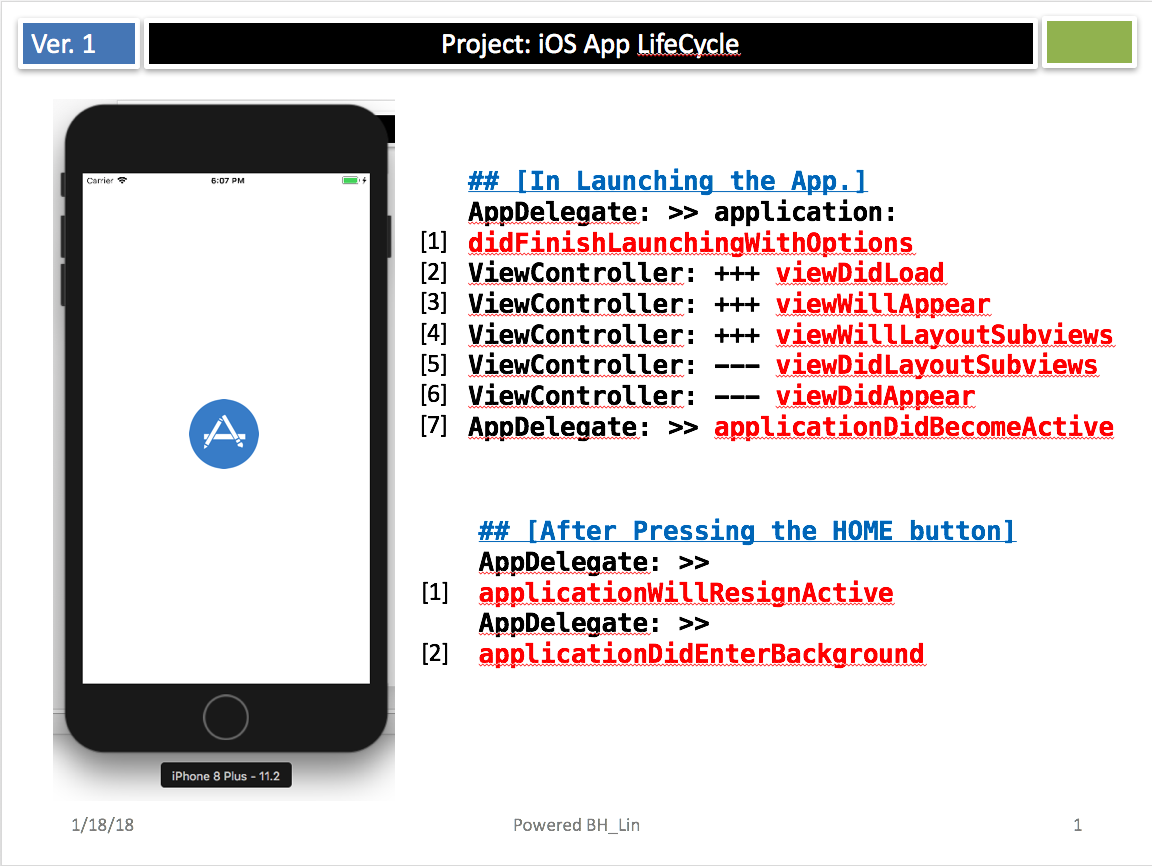 Ver. 1
Project: iOS App LifeCycle
Carrier
6:07 PM
## [In Launching the App.]
AppDelegate: >> application:
[1] didFinishLaunchingWithOptions
[2] ViewController: +++ viewDidLoad
[3] ViewController: +++ viewWillAppear
[4] ViewController: +++ viewWillLayoutSubviews
[5] ViewController: --- viewDidLayoutSubviews
[6] ViewController: --- viewDidAppear
[7] AppDelegate: >> applicationDidBecomeActive
## [After Pressing the HOME button]
AppDelegate: >>
[1] applicationWillResignActive
AppDelegate: >>
[2] applicationDidEnterBackground
iPhone 8 Plus - 11.2
1/18/18
Powered BH_Lin
1